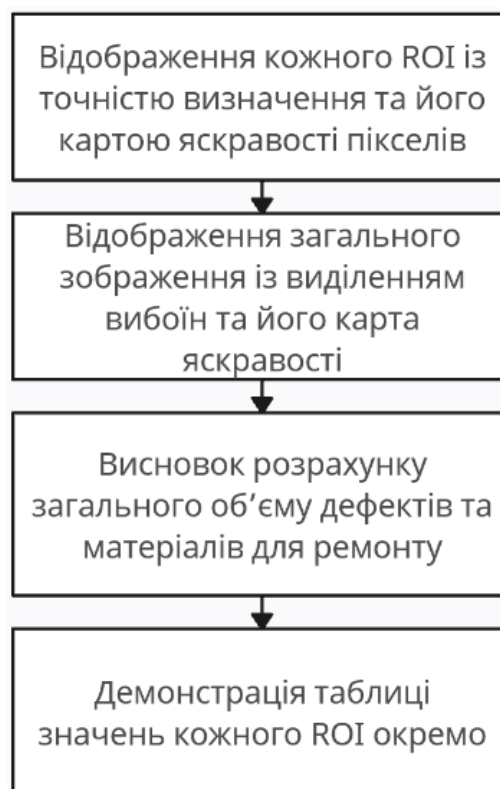 Відображення кожного ROI із
точністю визначення та його
картою яскравості пікселів
Відображення загального
зображення із виділенням
вибоїн та його карта
яскравості
Висновок розрахунку
загального об’єму дефектів та
матеріалів для ремонту
Демонстрація таблиці
значень кожного ROI окремо